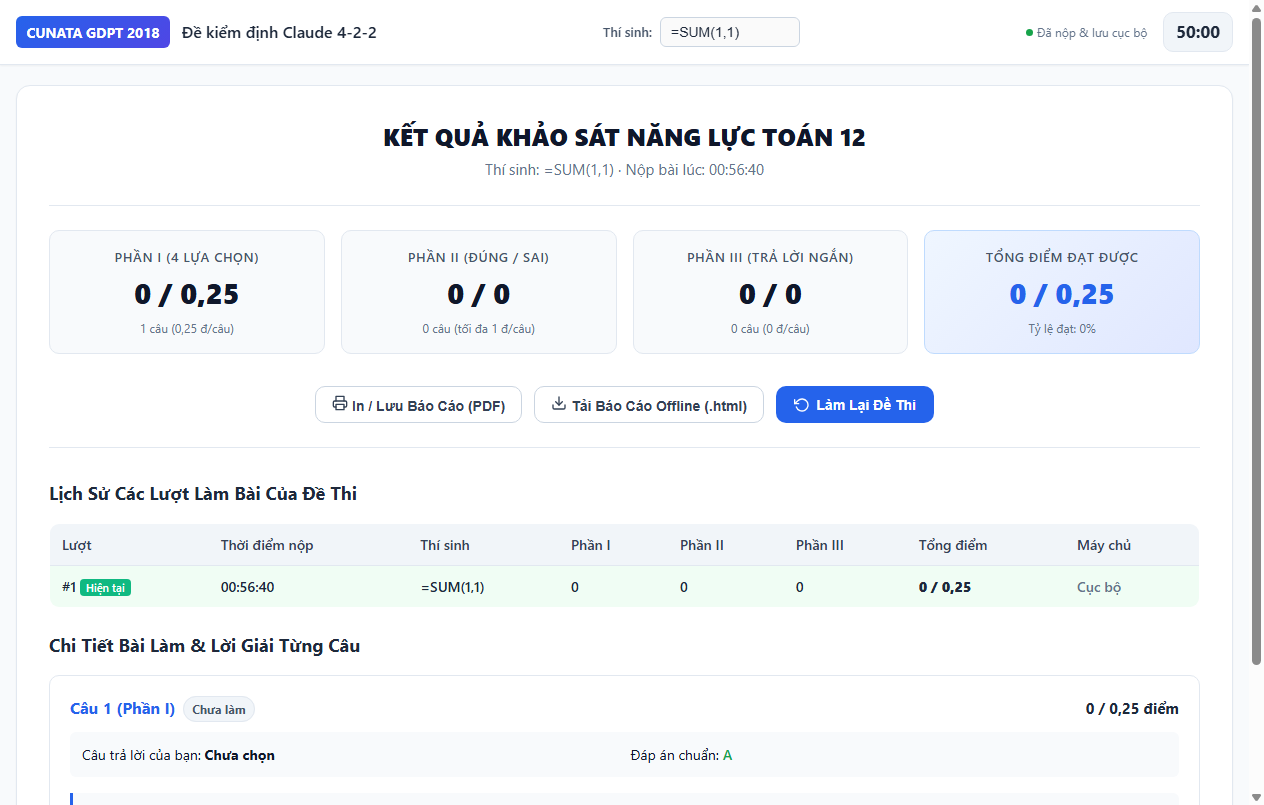 CUNATA GDPT 2018 Đề kiểm định Claude 4-2-2 Thí sinh: =SUM(1,1) Đã nộp & lưu cục bộ 50:00
KẾT QUẢ KHẢO SÁT NĂNG LỰC TOÁN 12
Thí sinh: =SUM(1,1) · Nộp bài lúc: 00:56:40
PHẦN I (4 LỰA CHỌN)
0 / 0,25
1 câu (0,25 đ/câu)
PHẦN II (ĐÚNG / SAI)
0 / 0
0 câu (tối đa 1 đ/câu)
PHẦN III (TRẢ LỜI NGẮN)
0 / 0
0 câu (0 đ/câu)
TỔNG ĐIỂM ĐẠT ĐƯỢC
0 / 0,25
Tỷ lệ đạt: 0%
In / Lưu Báo Cáo (PDF) Tải Báo Cáo Offline (.html) Làm Lại Đề Thi
Lịch Sử Các Lượt Làm Bài Của Đề Thi
Lượt Thời điểm nộp Thí sinh Phần I Phần II Phần III Tổng điểm Máy chủ
#1 Hiện tại 00:56:40 =SUM(1,1) 0 0 0 0 / 0,25 Cục bộ
Chi Tiết Bài Làm & Lời Giải Từng Câu
Câu 1 (Phần I) Chưa làm 0 / 0,25 điểm
Câu trả lời của bạn: Chưa chọn Đáp án chuẩn: A